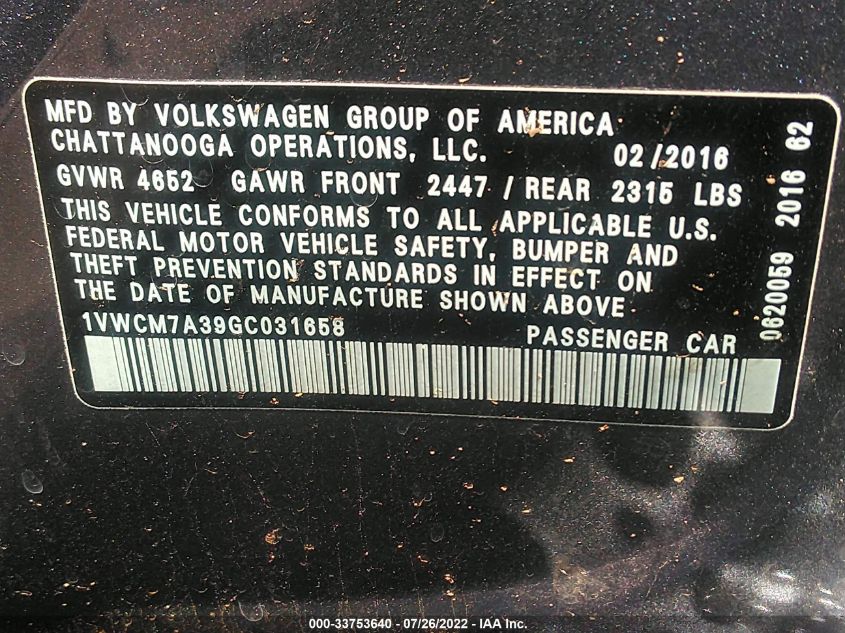 MFD BY VOLKSWAGEN GROUP OF AMERICA
CHATTANOOGA OPERATIONS, LLC. 02/2016
GVWR 4652 GAWR FRONT 2447 / REAR 2315 LBS
THIS VEHICLE CONFORMS TO ALL APPLICABLE U.S.
FEDERAL MOTOR VEHICLE SAFETY, BUMPER AND
THEFT PREVENTION STANDARDS IN EFFECT ON
THE DATE OF MANUFACTURE SHOWN ABOVE.
1VWCM7A39GC031658 PASSENGER CAR
0620059 2016 62
000-33753640 - 07/26/2022 - IAA Inc.